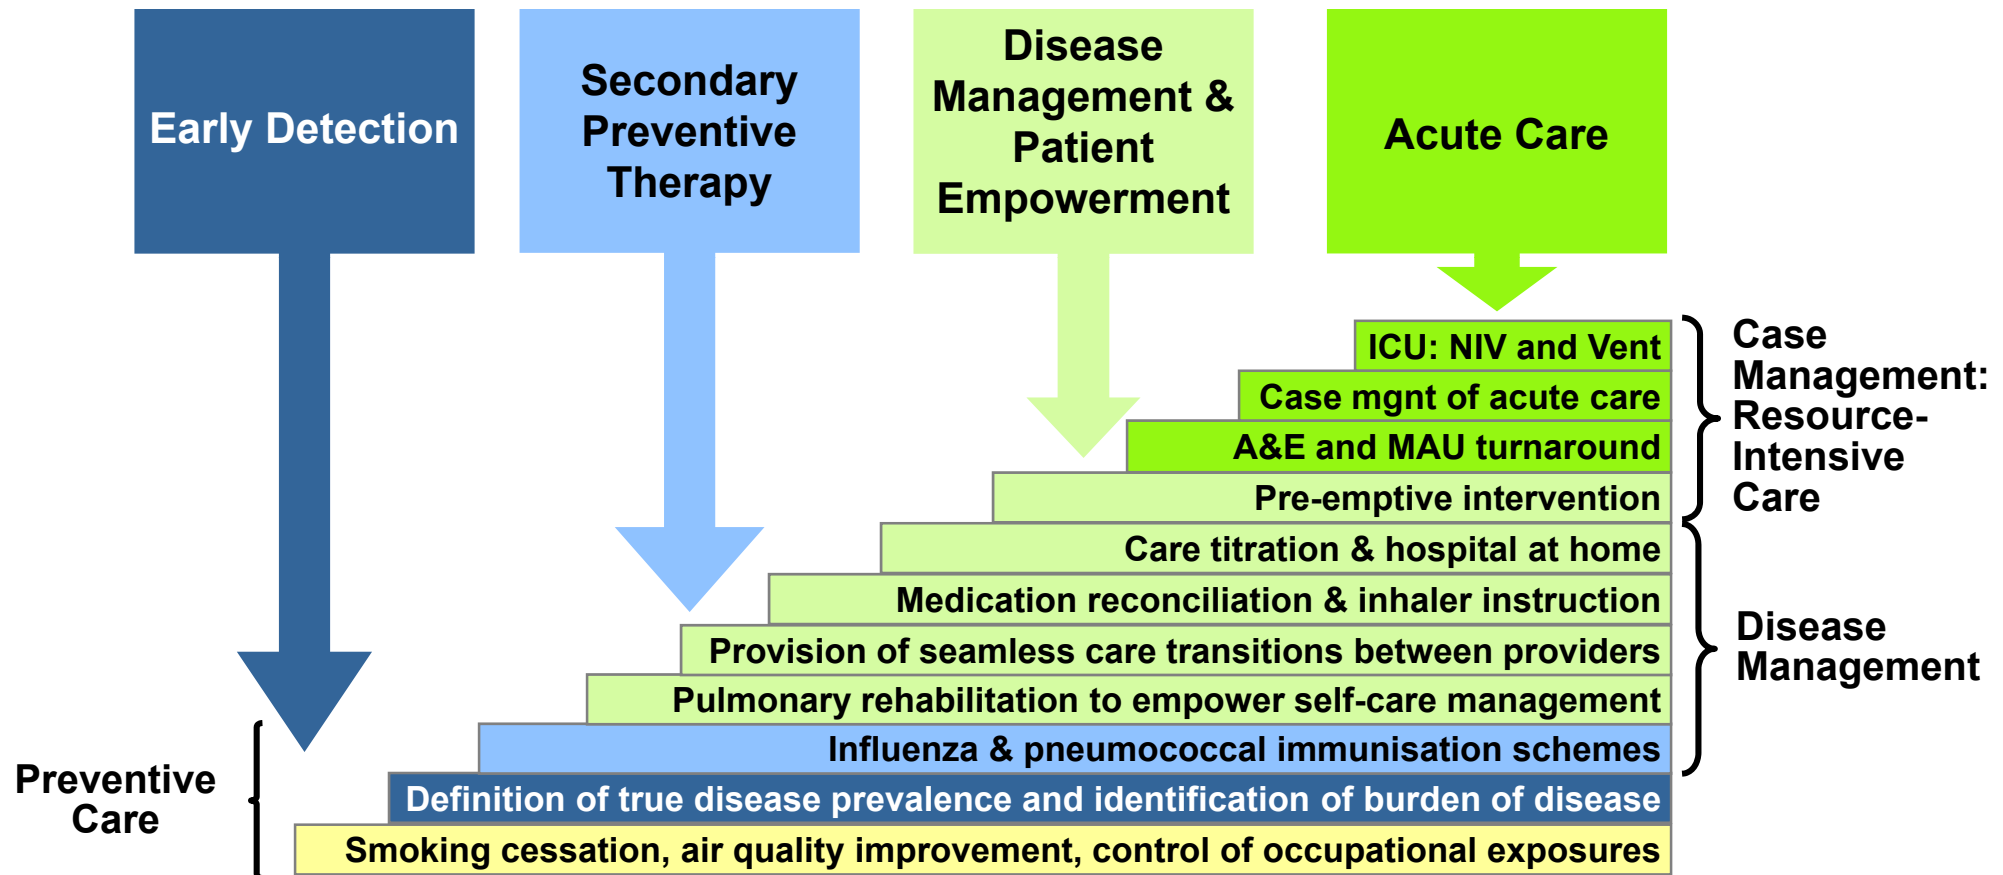 Early Detection
Secondary
Preventive
Therapy
Disease
Management &
Patient
Empowerment
Acute Care
ICU: NIV and Vent
Case mgnt of acute care
A&E and MAU turnaround
Pre-emptive intervention
Case
Management:
Resource-
Intensive
Care
Care titration & hospital at home
Medication reconciliation & inhaler instruction
Provision of seamless care transitions between providers
Pulmonary rehabilitation to empower self-care management
Influenza & pneumococcal immunisation schemes
Disease
Management
Definition of true disease prevalence and identification of burden of disease
Smoking cessation, air quality improvement, control of occupational exposures
Preventive
Care